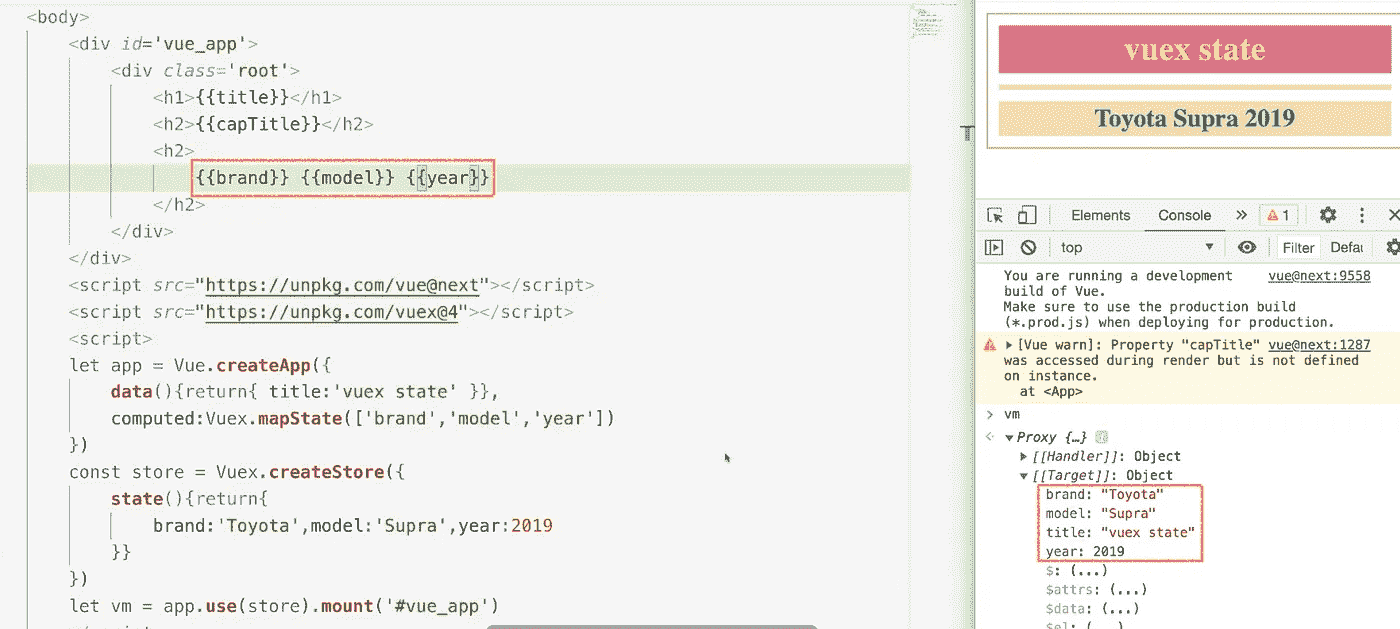 <body>
<div id='vue_app'>
<div class='root'>
<h1>{{title}}</h1>
<h2>{{capTitle}}</h2>
<h2>
{{brand}} {{model}} {{year}}
</h2>
</div>
</div>
<script src="https://unpkg.com/vue@next"></script>
<script src="https://unpkg.com/vuex@4"></script>
<script>
let app = Vue.createApp({
data(){return{ title:'vuex state' }},
computed:Vuex.mapState(['brand','model','year'])
})
const store = Vuex.createStore({
state(){return{
brand:'Toyota',model:'Supra',year:2019
}}
})
let vm = app.use(store).mount('#vue_app')
vuex state
Toyota Supra 2019
Elements Console » 1
top Filter Defau
You are running a development vue@next:9558
build of Vue.
Make sure to use the production build
(*.prod.js) when deploying for production.
[Vue warn]: Property "capTitle" vue@next:1287
was accessed during render but is not defined
on instance.
at <App>
> vm
Proxy {…}
[[Handler]]: Object
[[Target]]: Object
brand: "Toyota"
model: "Supra"
title: "vuex state"
year: 2019
$: (...)
$attrs: (...)
$data: (...)
$el: (...)